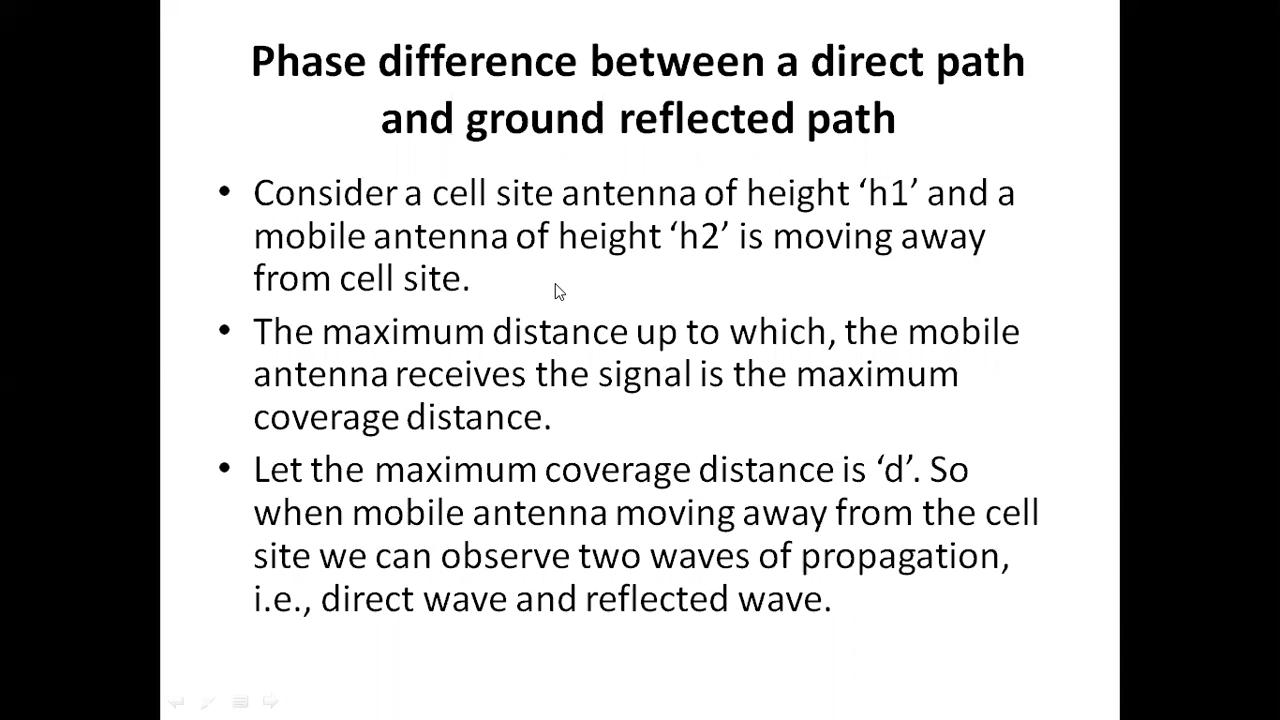 Phase difference between a direct path
and ground reflected path
• Consider a cell site antenna of height ‘h1’ and a
mobile antenna of height ‘h2’ is moving away
from cell site.
• The maximum distance up to which, the mobile
antenna receives the signal is the maximum
coverage distance.
• Let the maximum coverage distance is ‘d’. So
when mobile antenna moving away from the cell
site we can observe two waves of propagation,
i.e., direct wave and reflected wave.